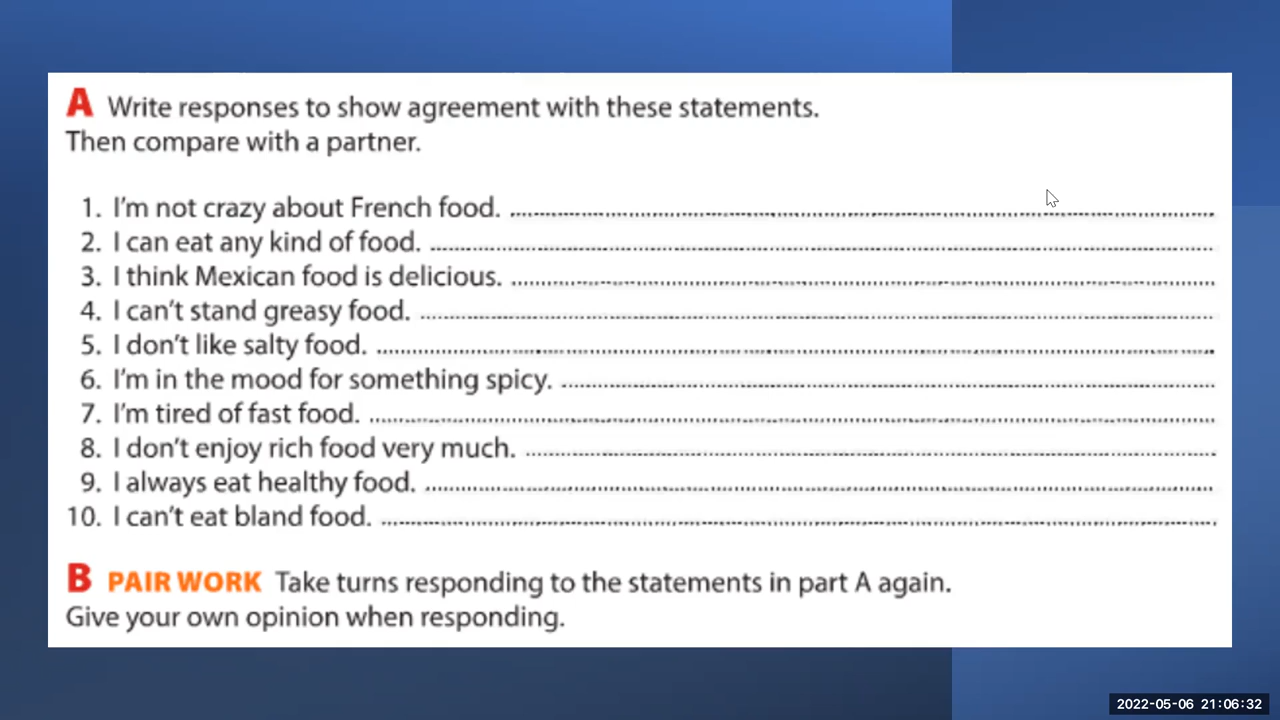 A Write responses to show agreement with these statements.
Then compare with a partner.
1. I'm not crazy about French food.
2. I can eat any kind of food.
3. I think Mexican food is delicious.
4. I can't stand greasy food.
5. I don't like salty food.
6. I'm in the mood for something spicy.
7. I'm tired of fast food.
8. I don't enjoy rich food very much.
9. I always eat healthy food.
10. I can't eat bland food.
B PAIR WORK Take turns responding to the statements in part A again.
Give your own opinion when responding.
2022-05-06 21:06:32